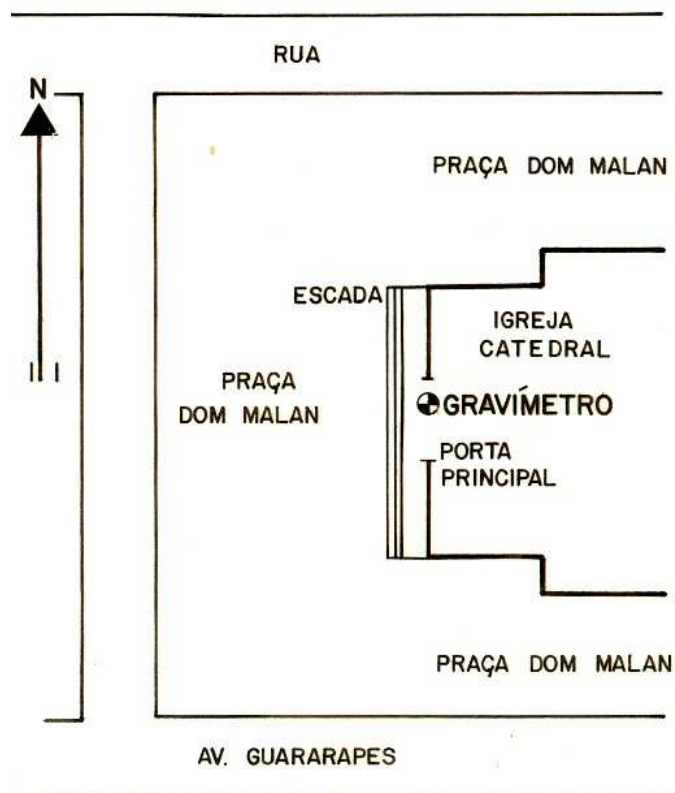 RUA
N
PRAÇA DOM MALAN
ESCADA
IGREJA
CATEDRAL
PRAÇA
DOM MALAN
GRAVÍMETRO
PORTA
PRINCIPAL
PRAÇA DOM MALAN
AV. GUARARAPES